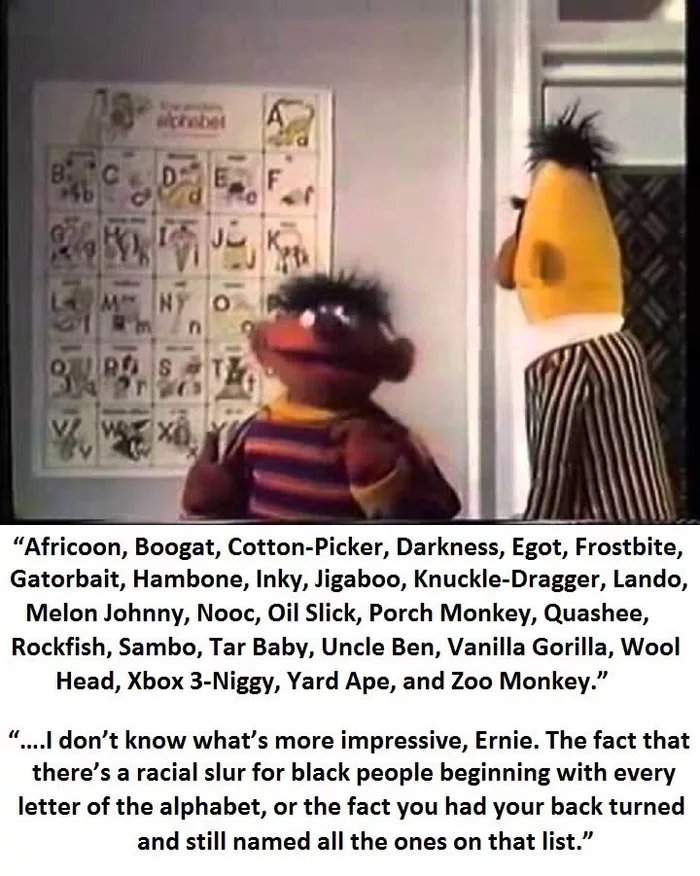 alphabet
A
B C D E F
G H I J K
L M N O
Q R S T
V W X Y
“Africoon, Boogat, Cotton-Picker, Darkness, Egot, Frostbite,
Gatorbait, Hambone, Inky, Jigaboo, Knuckle-Dragger, Lando,
Melon Johnny, Nooc, Oil Slick, Porch Monkey, Quashee,
Rockfish, Sambo, Tar Baby, Uncle Ben, Vanilla Gorilla, Wool
Head, Xbox 3-Niggy, Yard Ape, and Zoo Monkey.”
“....I don’t know what’s more impressive, Ernie. The fact that
there’s a racial slur for black people beginning with every
letter of the alphabet, or the fact you had your back turned
and still named all the ones on that list.”